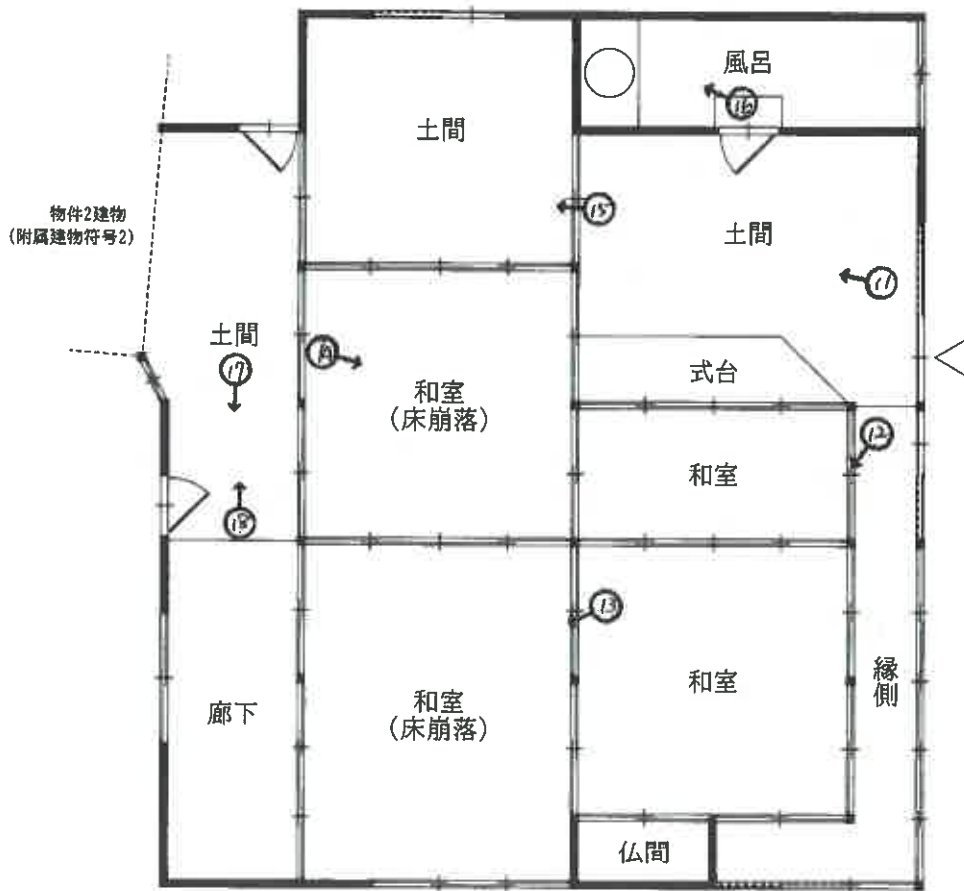 風呂
⑯
土間
物件2建物
(附属建物符号2)
⑮
土間
⑪
土間
⑰
和室
(床崩落)
式台
⑫
和室
⑱
⑬
廊下
和室
(床崩落)
和室
縁側
仏間